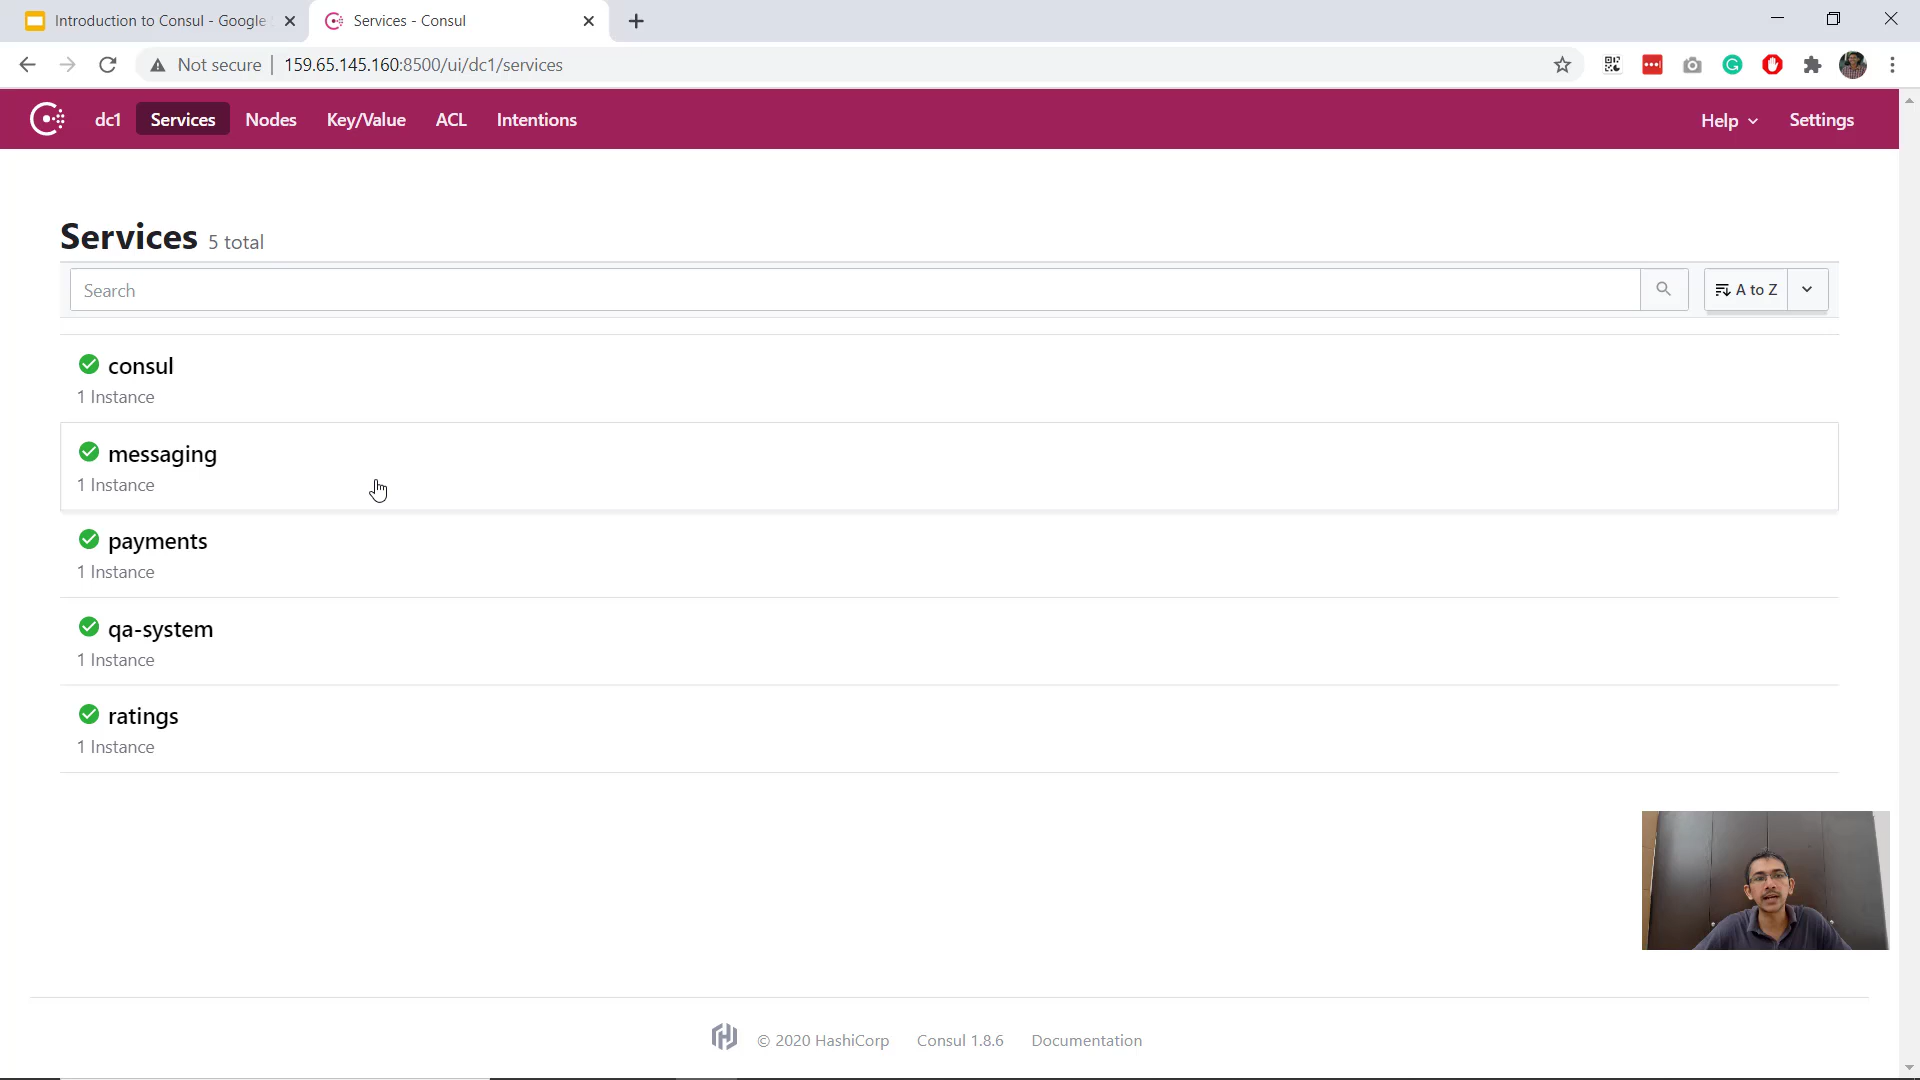 Introduction to Consul - Google
Services - Consul
Not secure | 159.65.145.160:8500/ui/dc1/services
dc1 Services Nodes Key/Value ACL Intentions Help Settings
Services 5 total
Search
A to Z
consul
1 Instance
messaging
1 Instance
payments
1 Instance
qa-system
1 Instance
ratings
1 Instance
© 2020 HashiCorp Consul 1.8.6 Documentation